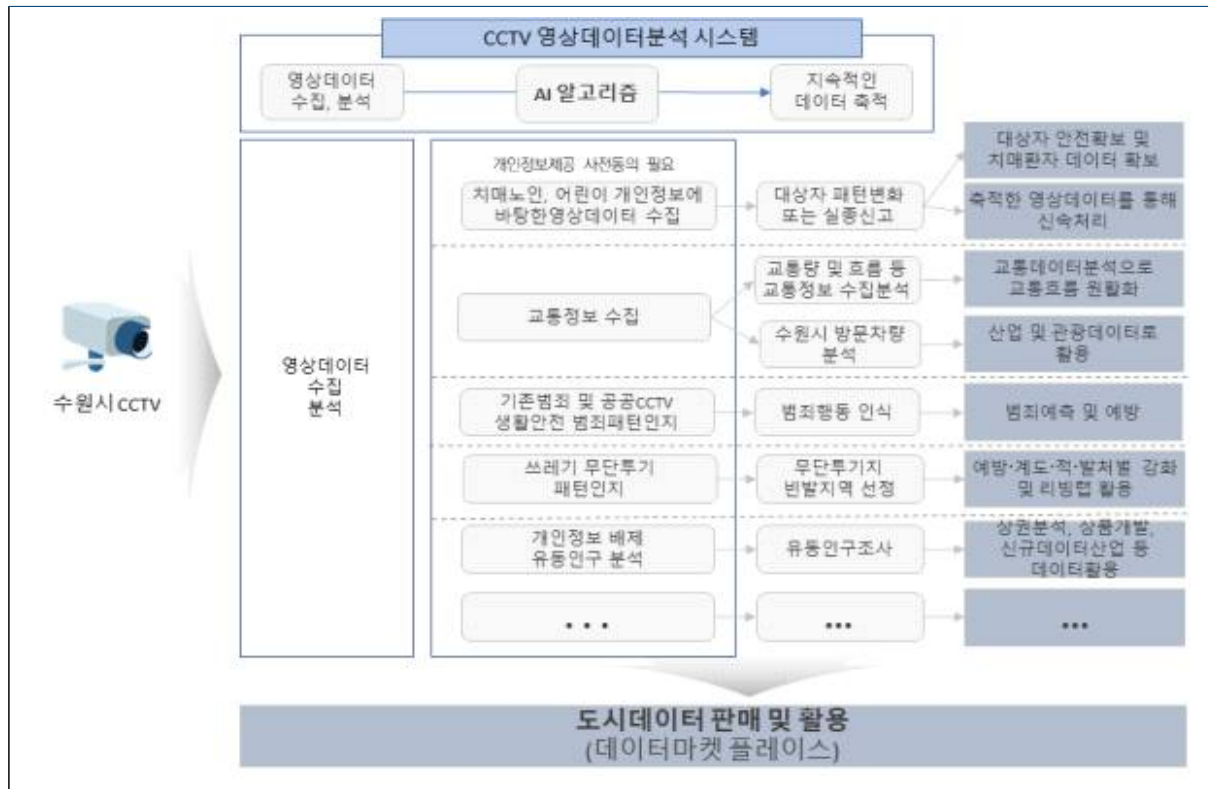 CCTV 영상데이터분석 시스템
영상데이터
수집, 분석
AI 알고리즘
지속적인
데이터 축적
수원시 CCTV
영상데이터
수집
분석
개인정보제공 사전동의 필요
치매노인, 어린이 개인정보에
바탕한영상데이터 수집
대상자 패턴변화
또는 실종신고
대상자 안전확보 및
치매환자 데이터 확보
축적한 영상데이터를 통해
신속처리
교통정보 수집
교통량 및 흐름 등
교통정보 수집분석
교통데이터분석으로
교통흐름 원활화
수원시 방문차량
분석
산업 및 관광데이터로
활용
기존범죄 및 공공CCTV
생활안전 범죄패턴인지
범죄행동 인식
범죄예측 및 예방
쓰레기 무단투기
패턴인지
무단투기지
빈발지역 선정
예방·계도·적·발처벌 강화
및 리빙랩 활용
개인정보 배제
유동인구 분석
유동인구조사
상권분석, 상품개발,
신규데이터산업 등
데이터활용
• • •
•••
•••
도시데이터 판매 및 활용
(데이터마켓 플레이스)